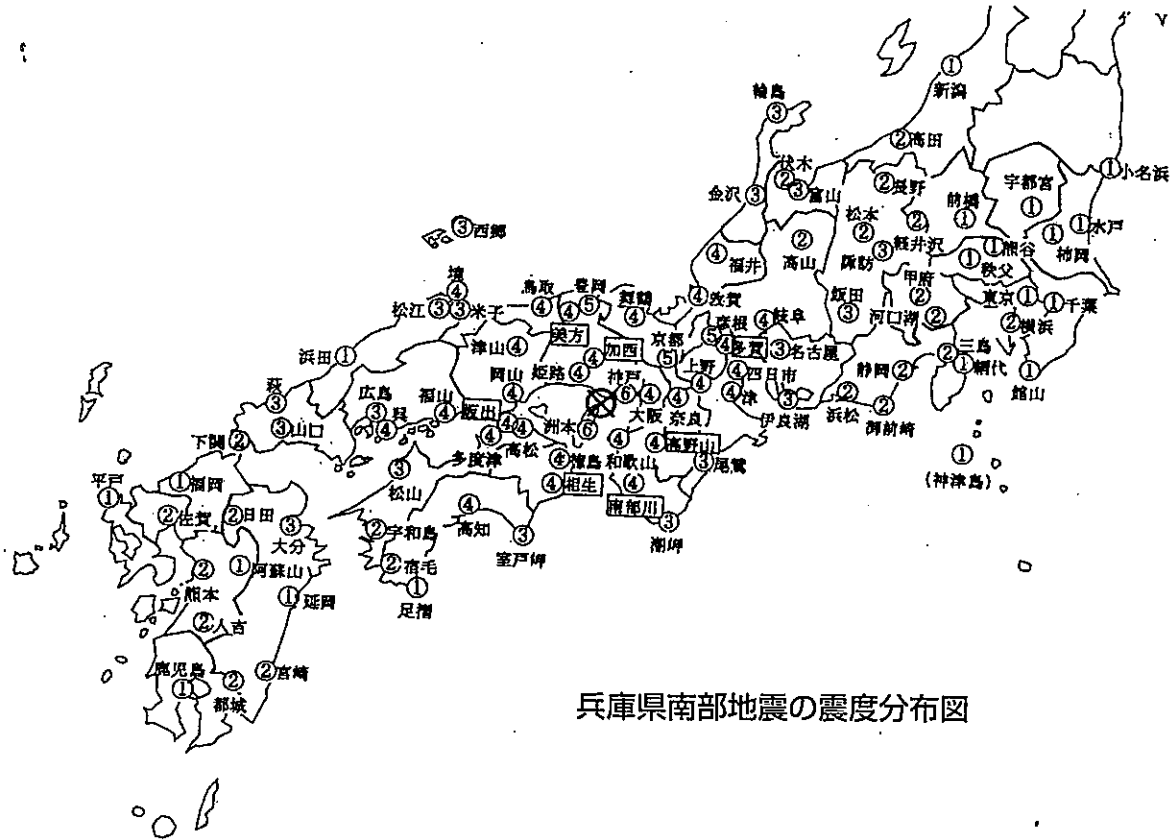 ① 新潟
輪島 ③
② 高田
伏木 ②
③ 富山
金沢 ③
② 長野
前橋 ①
宇都宮 ①
① 小名浜
松本 ②
② 軽井沢
諏訪 ③
① 熊谷
① 秩父
① 水戸
① 柿岡
③ 西郷
④ 福井
② 高山
境 ④
松江 ③
③ 米子
鳥取 ④
豊岡 ⑤
④ 美方
舞鶴 ④
④ 敦賀
彦根 ⑤
④ 岐阜
飯田 ③
甲府 ②
河口湖 ②
東京 ①
① 千葉
② 横浜
浜田 ①
津山 ④
加西 ④
姫路 ④
京都 ⑤
④ 多賀
③ 名古屋
上野 ④
④ 四日市
④ 津
静岡 ②
② 三島
① 網代
① 館山
萩 ③
広島 ③
④ 呉
福山 ④
岡山 ④
坂出 ④
神戸 ⑥
④ 大阪
④ 奈良
伊良湖 ③
② 浜松
② 御前崎
下関 ②
③ 山口
多度津 ④
④ 高松
洲本 ⑥
④ 徳島
④ 和歌山
④ 高野山
③ 尾鷲
① (神津島)
平戸 ①
① 福岡
② 佐賀
② 日田
③ 大分
③ 松山
② 宇和島
② 宿毛
① 足摺
④ 高知
③ 室戸岬
④ 相生
④ 南部川
③ 潮岬
② 熊本
① 阿蘇山
① 延岡
② 人吉
鹿児島 ①
② 都城
② 宮崎
兵庫県南部地震の震度分布図